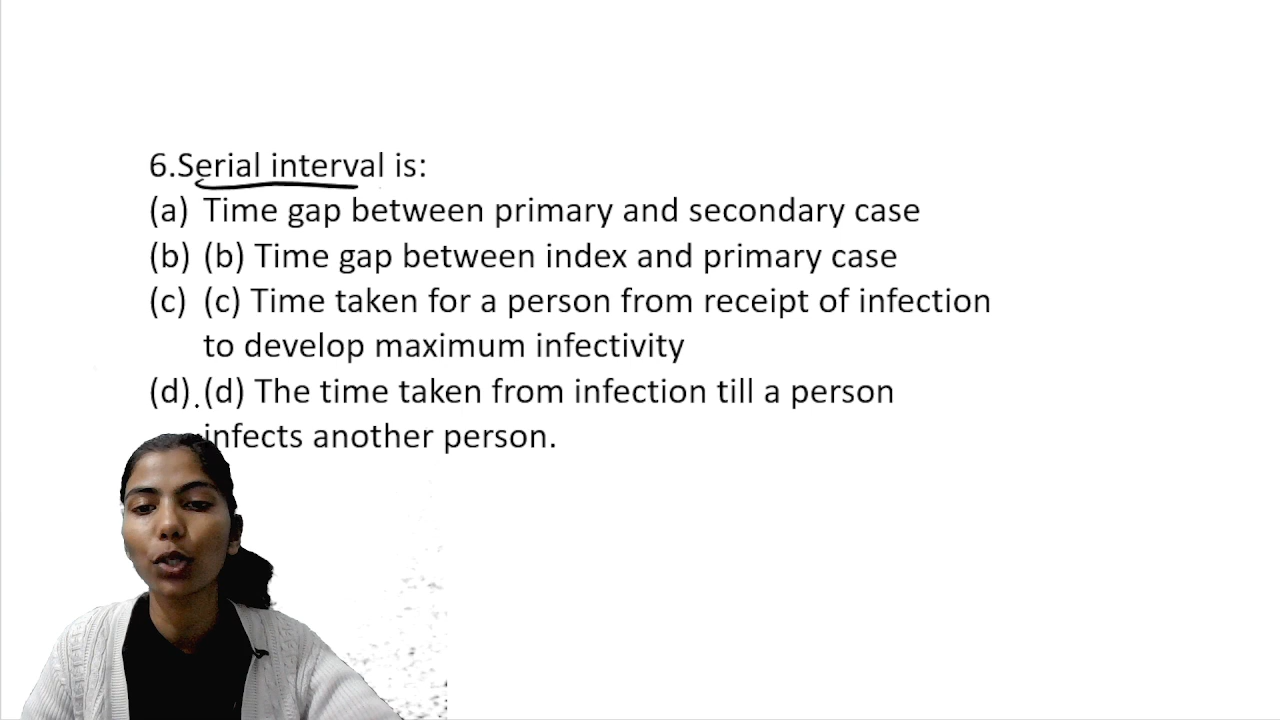 6.Serial interval is:
(a) Time gap between primary and secondary case
(b) (b) Time gap between index and primary case
(c) (c) Time taken for a person from receipt of infection
to develop maximum infectivity
(d).(d) The time taken from infection till a person
infects another person.